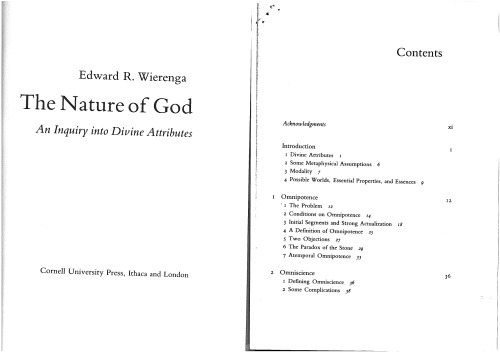 Edward R. Wierenga
The Nature of God
An Inquiry into Divine Attributes
Cornell University Press, Ithaca and London
Contents
Acknowledgments xi
Introduction 1
1 Divine Attributes 1
2 Some Metaphysical Assumptions 6
3 Modality 7
4 Possible Worlds, Essential Properties, and Essences 9
1 Omnipotence 12
1 The Problem 12
2 Conditions on Omnipotence 14
3 Initial Segments and Strong Actualization 18
4 A Definition of Omnipotence 25
5 Two Objections 27
6 The Paradox of the Stone 29
7 Atemporal Omnipotence 33
2 Omniscience 36
1 Defining Omniscience 36
2 Some Complications 38